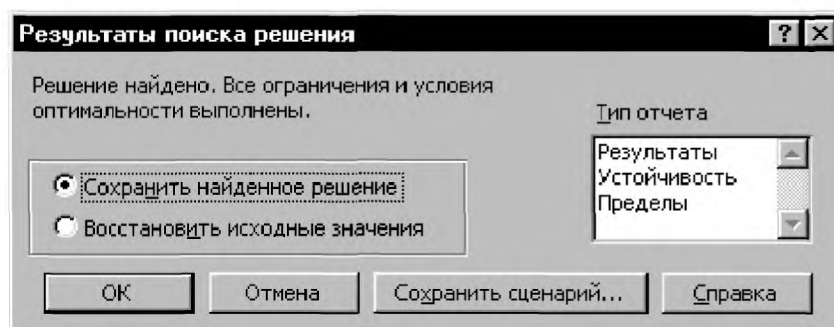 Результаты поиска решения
Решение найдено. Все ограничения и условия
оптимальности выполнены.
Тип отчета
Результаты
Устойчивость
Пределы
Сохранить найденное решение
Восстановить исходные значения
ОК
Отмена
Сохранить сценарий...
Справка